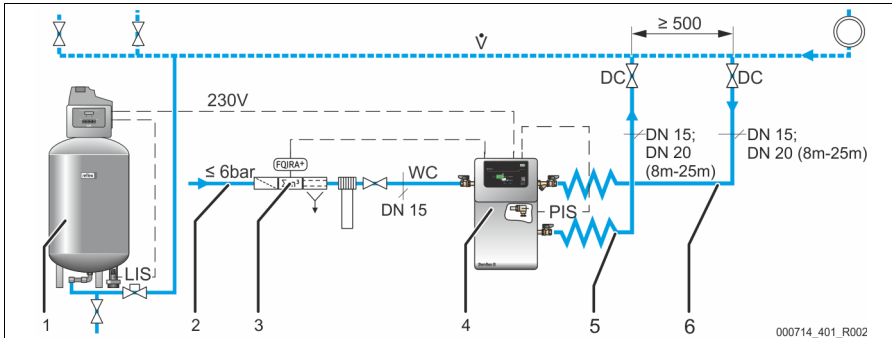 ≥ 500
V̇
DC
DC
230V
DN 15;
DN 20
(8m-25m)
DN 15;
DN 20 (8m-25m)
FQIRA+
≤ 6bar
WC
DN 15
PIS
LIS
reflex
1
2
3
4
5
6
000714_401_R002